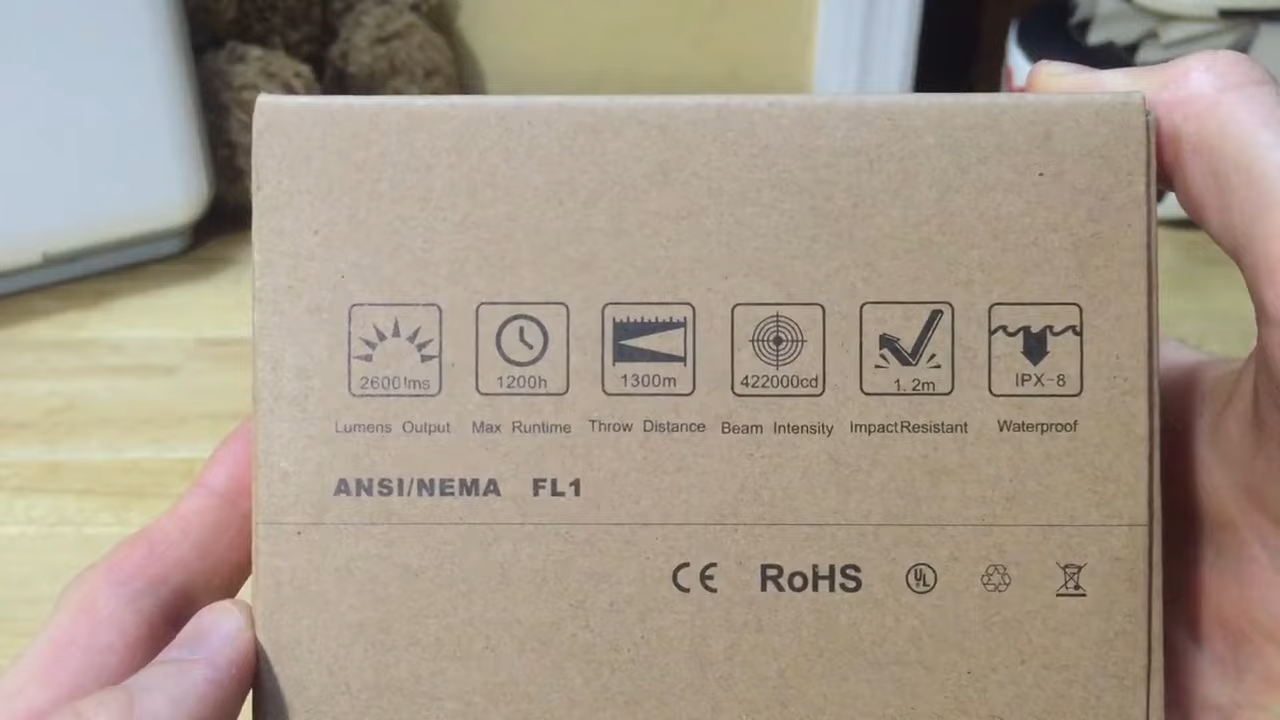 2600lms 1200h 1300m 422000cd 1.2m IPX-8
Lumens Output Max Runtime Throw Distance Beam Intensity ImpactResistant Waterproof
ANSI/NEMA FL1
CE RoHS UL